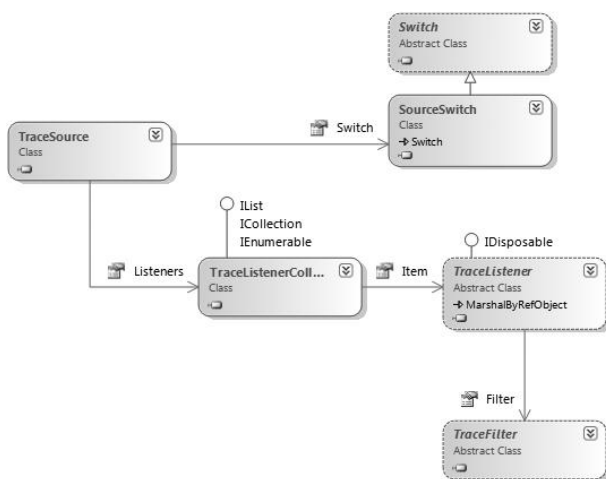 Switch
Abstract Class
TraceSource
Class
Switch
SourceSwitch
Class
Switch
IList
ICollection
IEnumerable
IDisposable
Listeners
TraceListenerColl...
Class
Item
TraceListener
Abstract Class
MarshalByRefObject
Filter
TraceFilter
Abstract Class